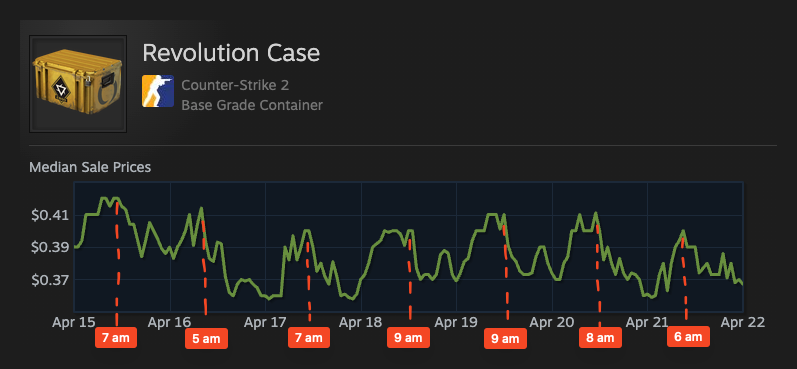 Revolution Case
Counter-Strike 2
Base Grade Container
Median Sale Prices
$0.41
$0.39
$0.37
Apr 15 Apr 16 Apr 17 Apr 18 Apr 19 Apr 20 Apr 21 Apr 22
7 am 5 am 7 am 9 am 9 am 8 am 6 am